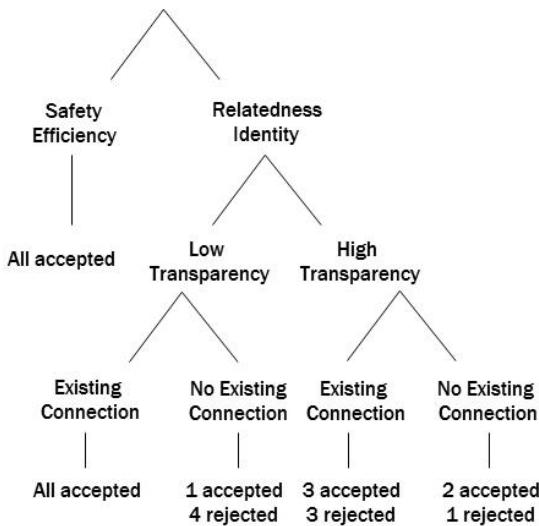 Safety
Efficiency
Relatedness
Identity
All accepted
Low
Transparency
High
Transparency
Existing
Connection
No Existing
Connection
Existing
Connection
No Existing
Connection
All accepted
1 accepted
4 rejected
3 accepted
3 rejected
2 accepted
1 rejected